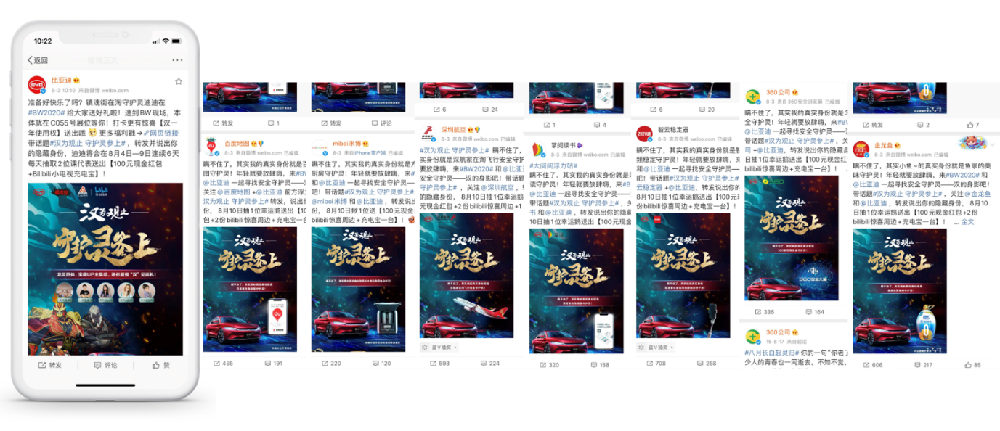 10:22
返回
微博正文
比亚迪
8-3 10:10 来自微博 weibo.com
准备好快乐了吗？镇魂街在淘守护灵迪迪在
#BW2020# 给大家送好礼啦！速到 BW 现场，本
体就在 C055号展位等你！打卡更有惊喜【汉一
年使用权】送出哦 更多福利戳→网页链接
带话题#汉为观止 守护灵参上#，转发并说出你
的隐藏身份，迪迪将会在8月4日—9日连续6天
每天抽取2位课代表送出【100元现金红包
+Bilibili小电视充电宝】！
汉为观止
守护灵参上
龙灵附体，宝藏UP主集结，送你最强“汉”见面礼！
转发
评论
赞
转发
1
百度地图
8-3 来自微博 weibo.com 已编辑
瞒不住了，其实我的真实身份就是百
图守护灵！年轻就要放肆嗨，来#BW
@比亚迪 一起寻找安全守护灵——汉
关注@百度地图+@比亚迪 前方浮
汉为观止 守护灵参上#转发，说出
份， 8月10日抽1位幸运鹅送出【10
包+2份bilibili惊喜周边+充电宝一
汉为观止
守护灵参上
du
455
191
转发
评论
miboi米博
8-3 来自iPhone客户端 已编辑
瞒不住了，其实我的真实身份就是方
厨房守护灵！年轻就要放肆嗨，来#
和@比亚迪 一起寻找安全守护灵——
吧！带话题#汉为观止 守护灵参上#
@miboi米博 和@比亚迪，转发说出
份， 8月10日揪1位送【100元现金
bilibili惊喜周边+充电宝一台】！
汉为观止
守护灵参上
220
120
6
24
深圳航空
8-3 来自微博 weibo.com 已编辑
#汉为观止 守护灵参上# 瞒不住了，
实身份就是深航家在淘飞行安全守护
放肆嗨，来#BW2020# 和@比亚迪
安全守护灵——汉的身影吧！带话题
守护灵参上#，关注@深圳航空，转
的隐藏身份， 8月10日抽1位幸运鹅
元现金红包+2份bilibili惊喜周边+1
汉为观止
守护灵参上
蓝V抽奖
593
224
1
4
掌阅读书
8-3 来自微博 weibo.com 已编辑
#大阅阅浮力站#
瞒不住了，其实我的真实身份就是
读守护灵！年轻就要放肆嗨，来#B
@比亚迪 一起寻找安全守护灵——汉
带话题#汉为观止 守护灵参上#，关
书 和@比亚迪，转发说出你的隐藏
10日抽1位幸运鹅送出【100元现金
汉为观止
守护灵参上
320
158
6
20
智云稳定器
8-3 来自微博 weibo.com 已编辑
瞒不住了，其实我的真实身份就是智
频稳定守护灵！年轻就要放肆嗨，来
和@比亚迪 一起寻找安全守护灵——
吧！带话题#汉为观止 守护灵参上#
云稳定器 +@比亚迪，转发说出你的
8月10日抽1位幸运鹅送出【100元
bilibili惊喜周边+充电宝一台】！
汉为观止
守护灵参上
蓝V抽奖
708
258
360公司
8-3 来自360安全浏览器 已编辑
瞒不住了，其实我的真实身份就是3
全守护灵！年轻就要放肆嗨，来#BW
@比亚迪 一起寻找安全守护灵——汉
带话题#汉为观止 守护灵参上#，关
司 +@比亚迪，转发说出你的隐藏身
日抽1位幸运鹅送出【100元现金红
bilibili惊喜周边+充电宝一台】！
360
汉为观止
守护灵参上
360安全大脑
336
164
360公司
15-8-17 来自超话
#八月长白起灵归# 你的一句“你老了
少人的青春也一同逝去。不知不觉，
转发
2
7
金龙鱼
8-3 来自微博 weibo.com 已编辑
瞒不住了，其实小鱼~的真实身份就是鱼家的美
味守护灵！年轻就要放肆嗨，来#BW2020# 和
@比亚迪 一起寻找安全守护灵——汉的身影吧！
带话题#汉为观止 守护灵参上#，关注@金龙鱼
和@比亚迪，转发说出你的隐藏身份， 8月10
日抽1位幸运鹅送出【100元现金红包+2份
bilibili惊喜周边+充电宝一台】！ ... 全文
汉为观止
守护灵参上
606
217
85